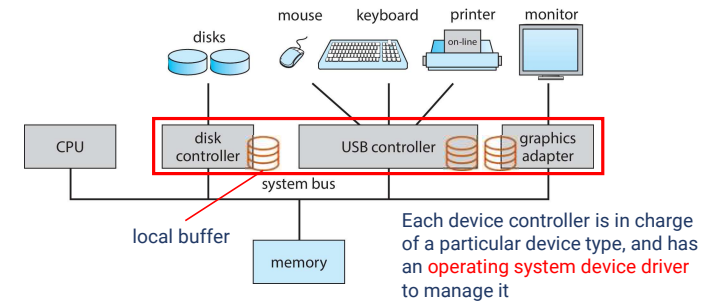 mouse
keyboard
printer
monitor
disks
on-line
CPU
disk
controller
USB controller
graphics
adapter
system bus
local buffer
memory
Each device controller is in charge
of a particular device type, and has
an operating system device driver
to manage it